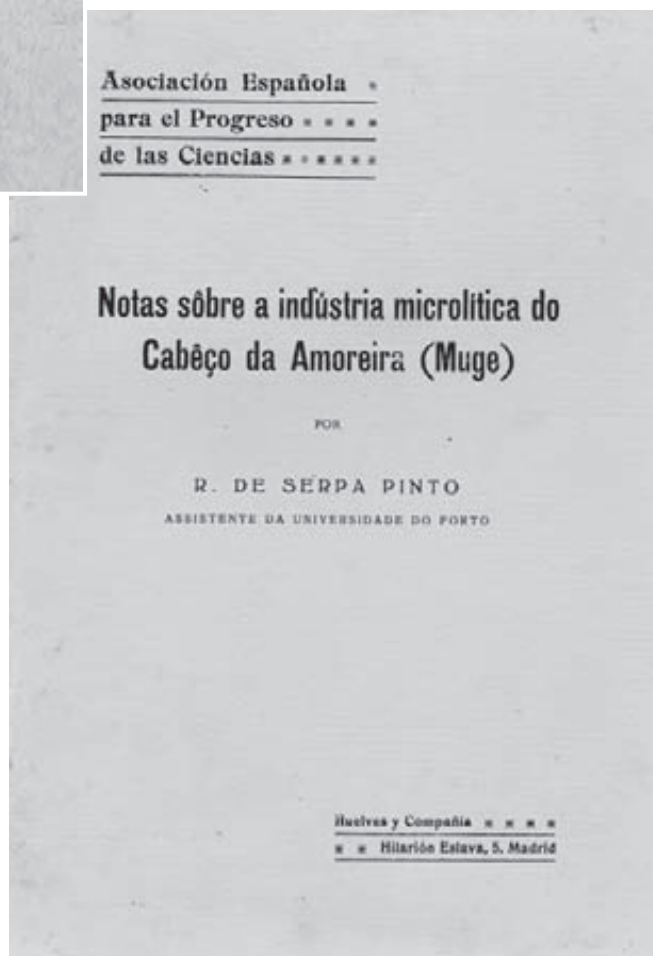 Asociación Española
para el Progreso
de las Ciencias
Notas sôbre a indústria microlítica do
Cabêço da Amoreira (Muge)
POR
R. DE SERPA PINTO
ASSISTENTE DA UNIVERSIDADE DO PORTO
Huelves y Compañía
Hilarión Eslava, 5. Madrid